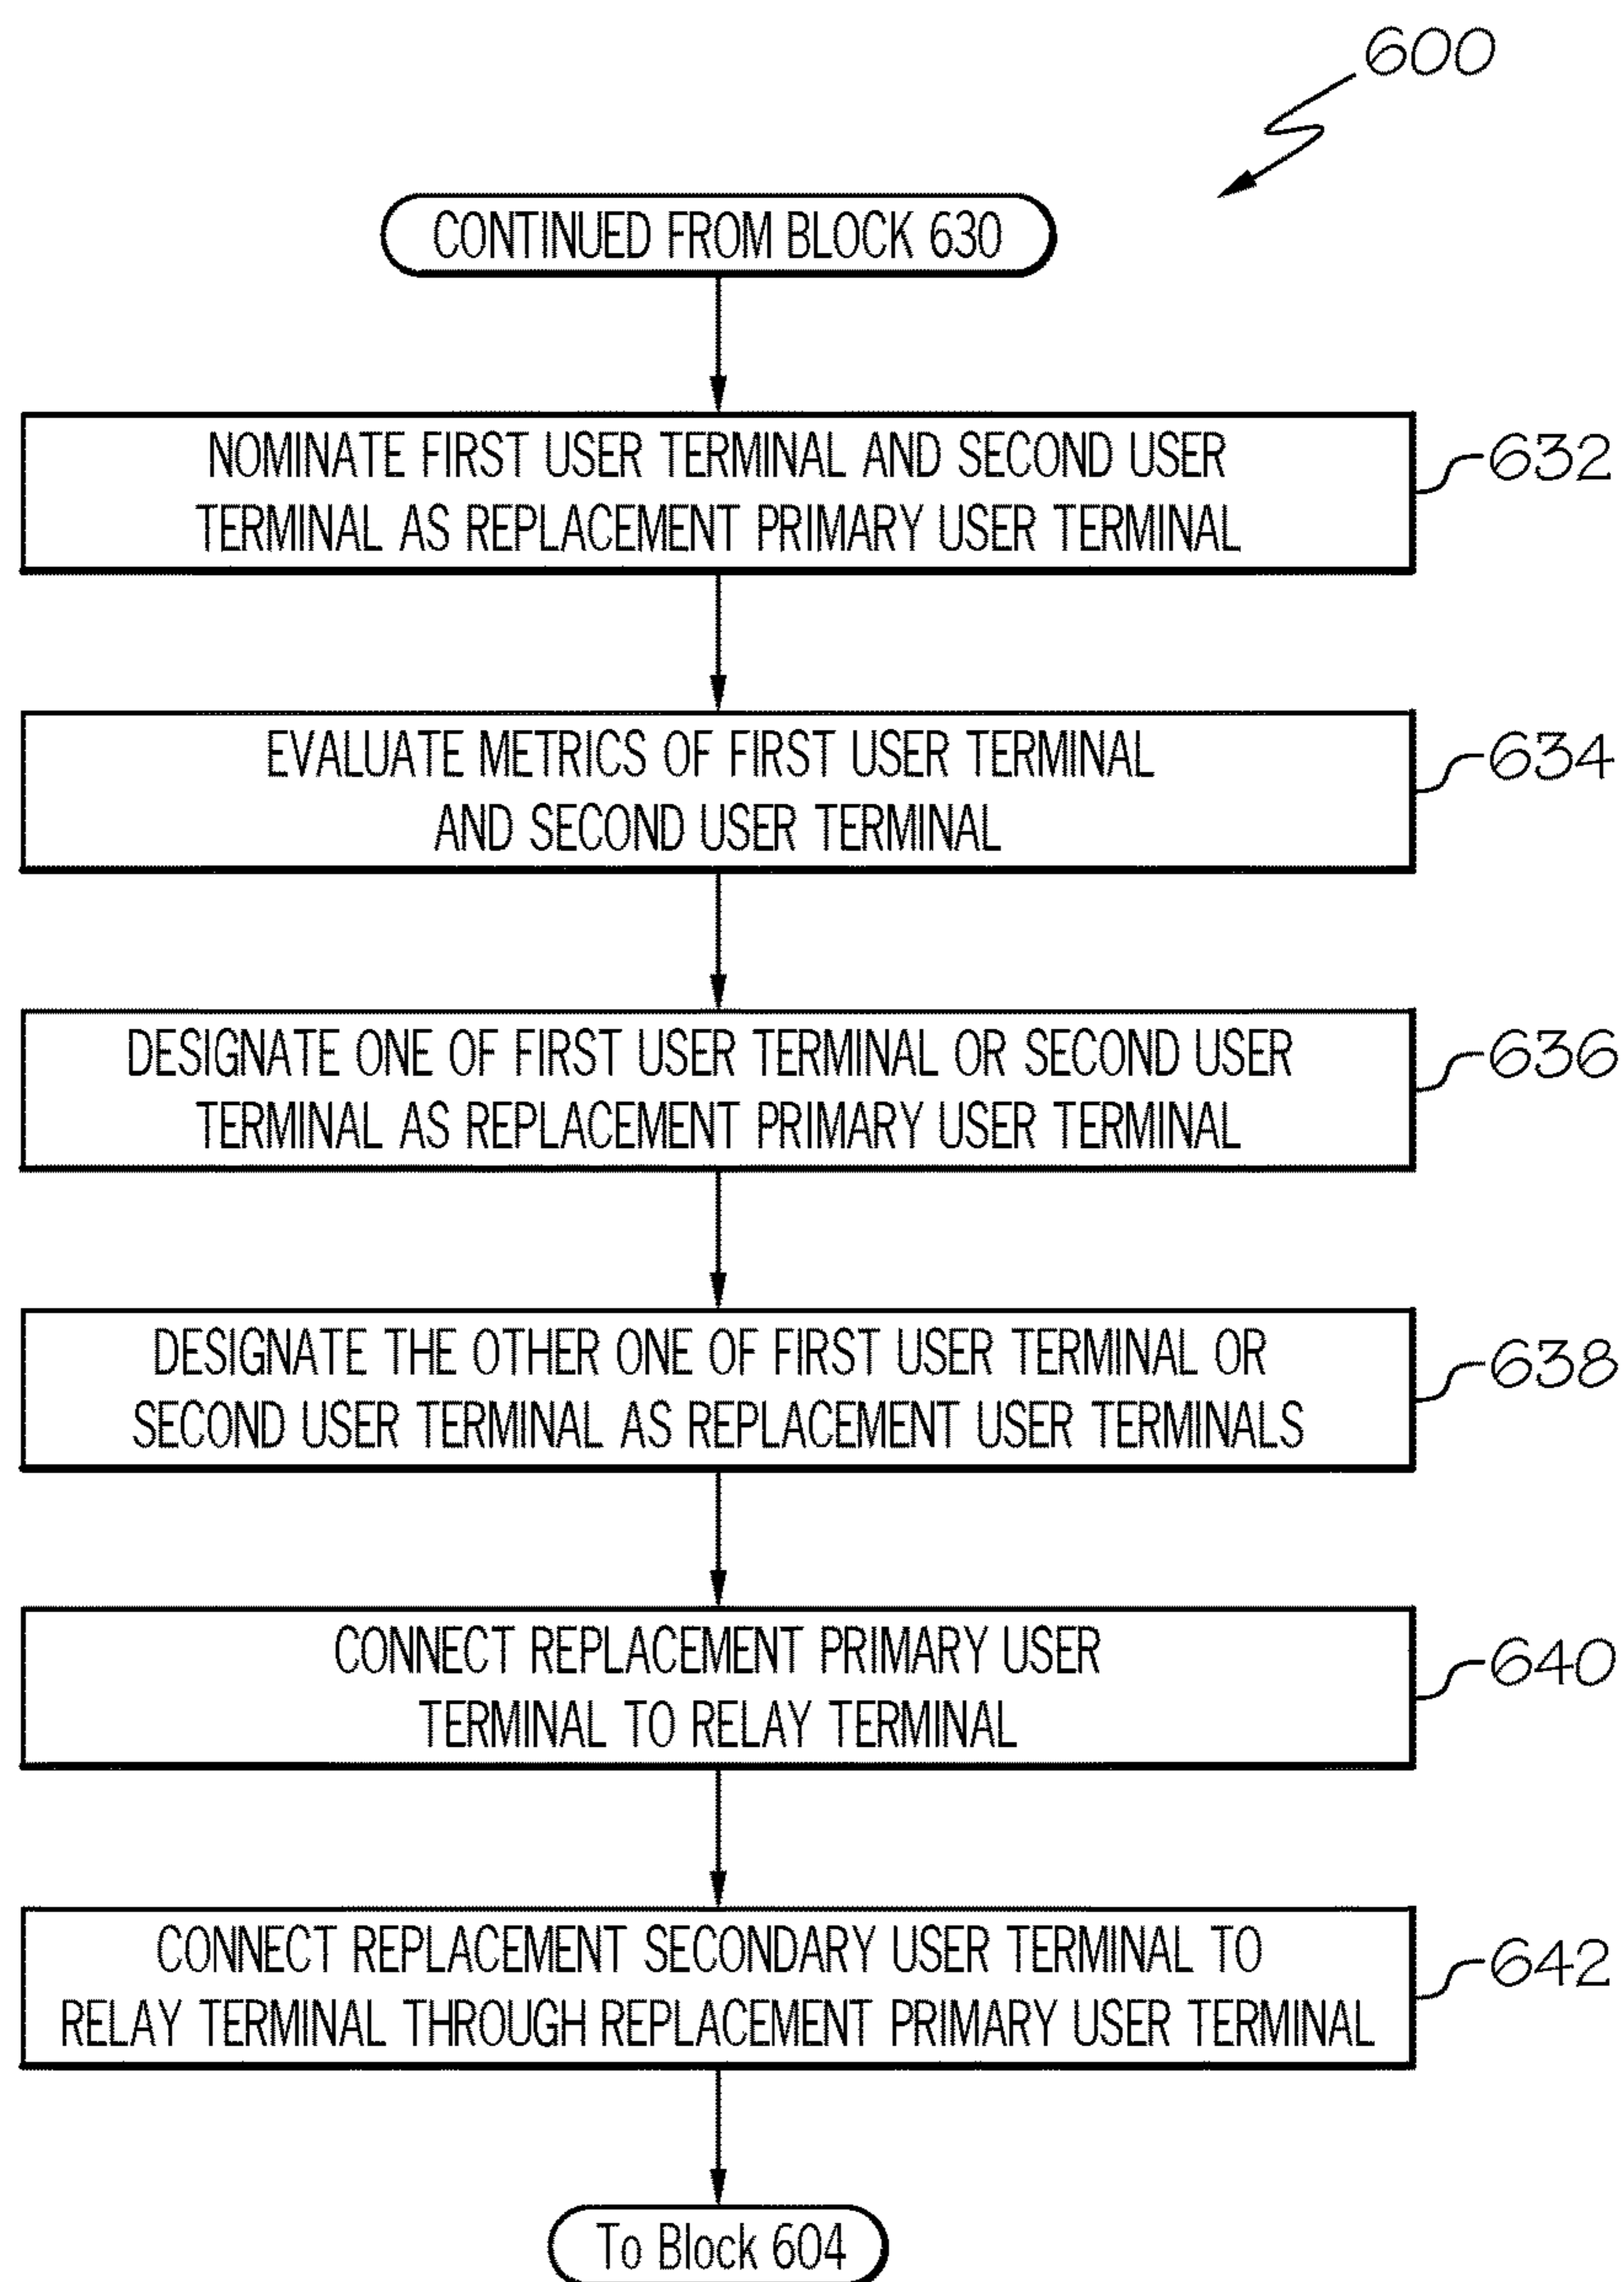 600
CONTINUED FROM BLOCK 630
NOMINATE FIRST USER TERMINAL AND SECOND USER
TERMINAL AS REPLACEMENT PRIMARY USER TERMINAL
632
EVALUATE METRICS OF FIRST USER TERMINAL
AND SECOND USER TERMINAL
634
DESIGNATE ONE OF FIRST USER TERMINAL OR SECOND USER
TERMINAL AS REPLACEMENT PRIMARY USER TERMINAL
636
DESIGNATE THE OTHER ONE OF FIRST USER TERMINAL OR
SECOND USER TERMINAL AS REPLACEMENT USER TERMINALS
638
CONNECT REPLACEMENT PRIMARY USER
TERMINAL TO RELAY TERMINAL
640
CONNECT REPLACEMENT SECONDARY USER TERMINAL TO
RELAY TERMINAL THROUGH REPLACEMENT PRIMARY USER TERMINAL
642
To Block 604